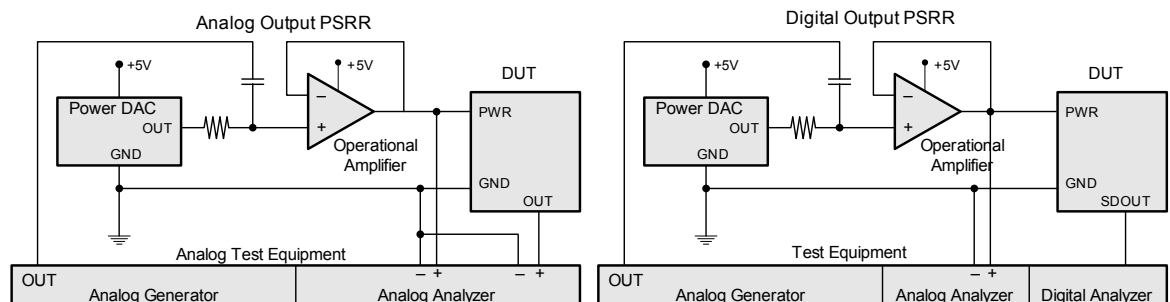 Analog Output PSRR
+5V
+5V
DUT
Power DAC
OUT
GND
–
+
Operational
Amplifier
PWR
GND
OUT
Analog Test Equipment
– +
– +
OUT
Analog Generator
Analog Analyzer
Digital Output PSRR
+5V
+5V
DUT
Power DAC
OUT
GND
–
+
Operational
Amplifier
PWR
GND
SDOUT
Test Equipment
– +
OUT
Analog Generator
Analog Analyzer
Digital Analyzer